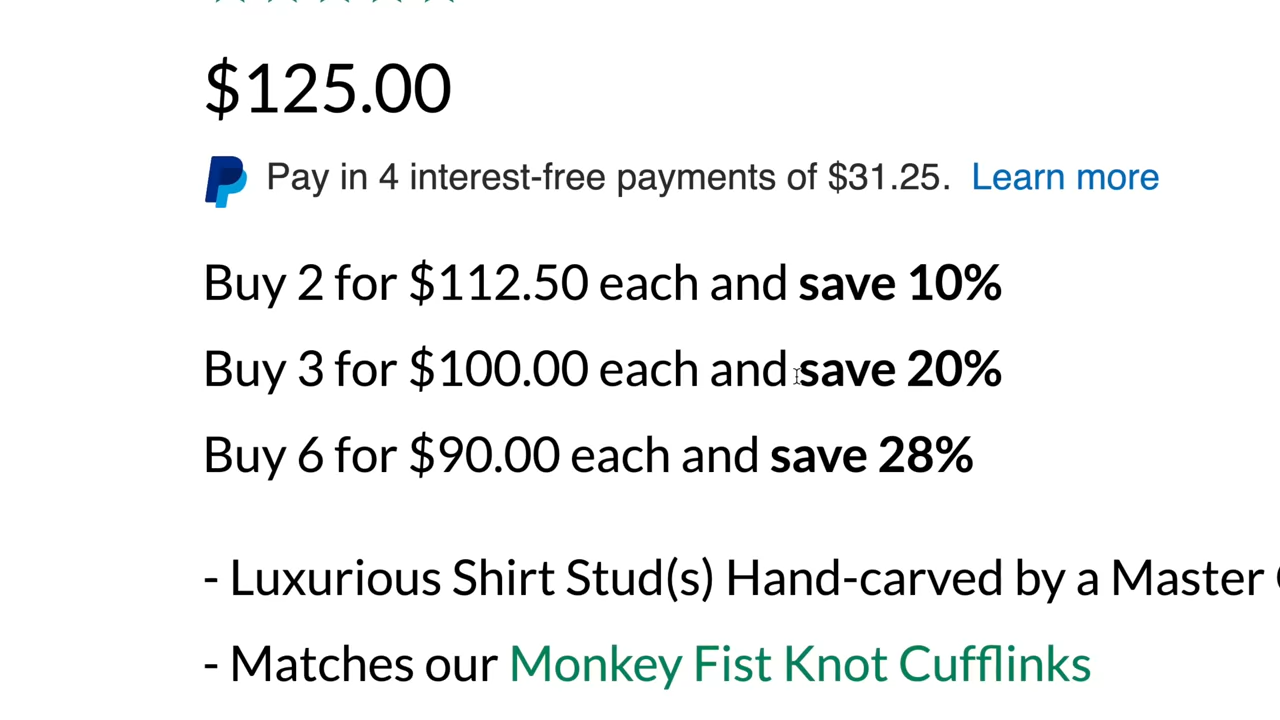 $125.00
Pay in 4 interest-free payments of $31.25. Learn more
Buy 2 for $112.50 each and save 10%
Buy 3 for $100.00 each and save 20%
Buy 6 for $90.00 each and save 28%
- Luxurious Shirt Stud(s) Hand-carved by a Master
- Matches our Monkey Fist Knot Cufflinks